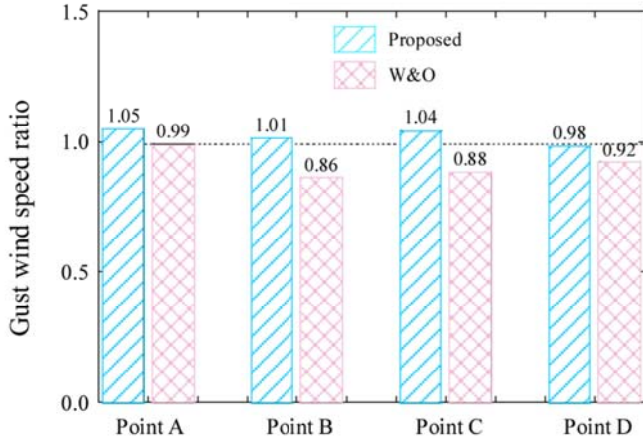 1.5
Proposed
W&O
1.05
0.99
1.01
0.86
1.04
0.88
0.98
0.92
1.0
0.5
0.0
Gust wind speed ratio
Point A
Point B
Point C
Point D